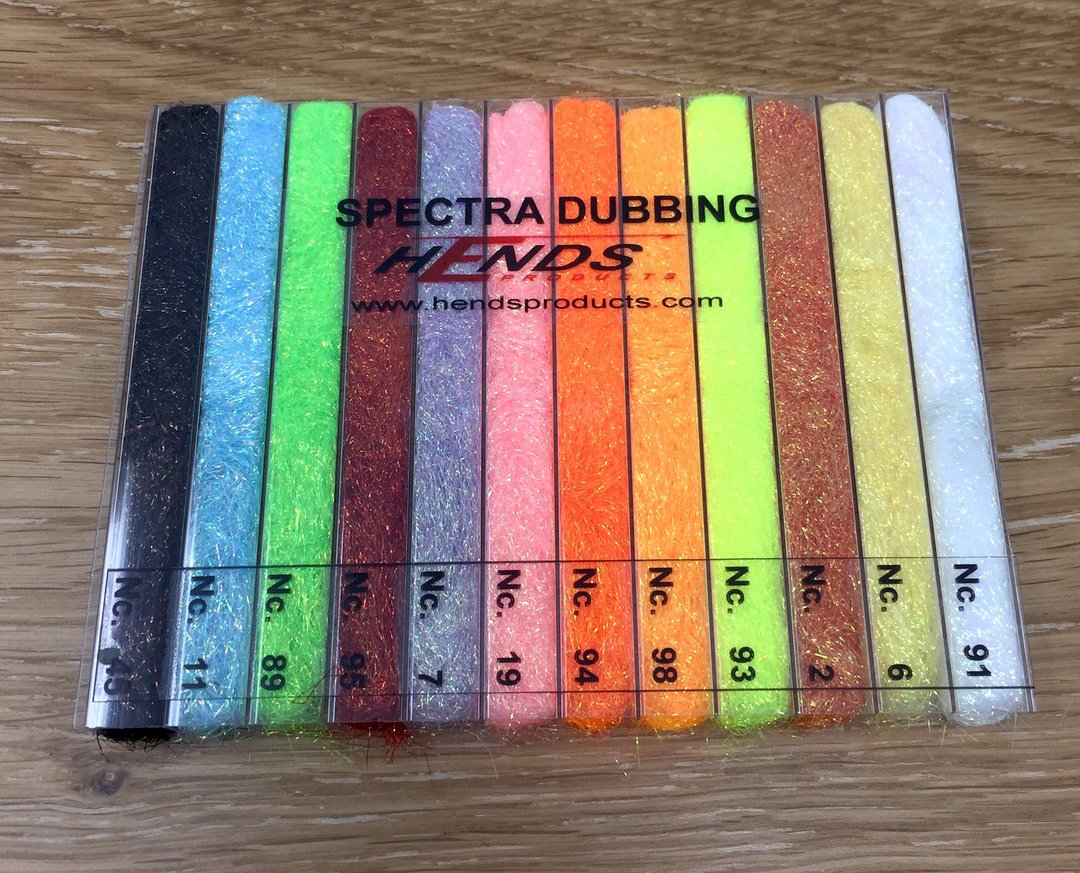 SPECTRA DUBBING
HENDS
PRODUCTS
www.hendsproducts.com
Nc. 45
Nc. 11
Nc. 89
Nc. 95
Nc. 7
Nc. 19
Nc. 94
Nc. 98
Nc. 93
Nc. 2
Nc. 6
Nc. 91